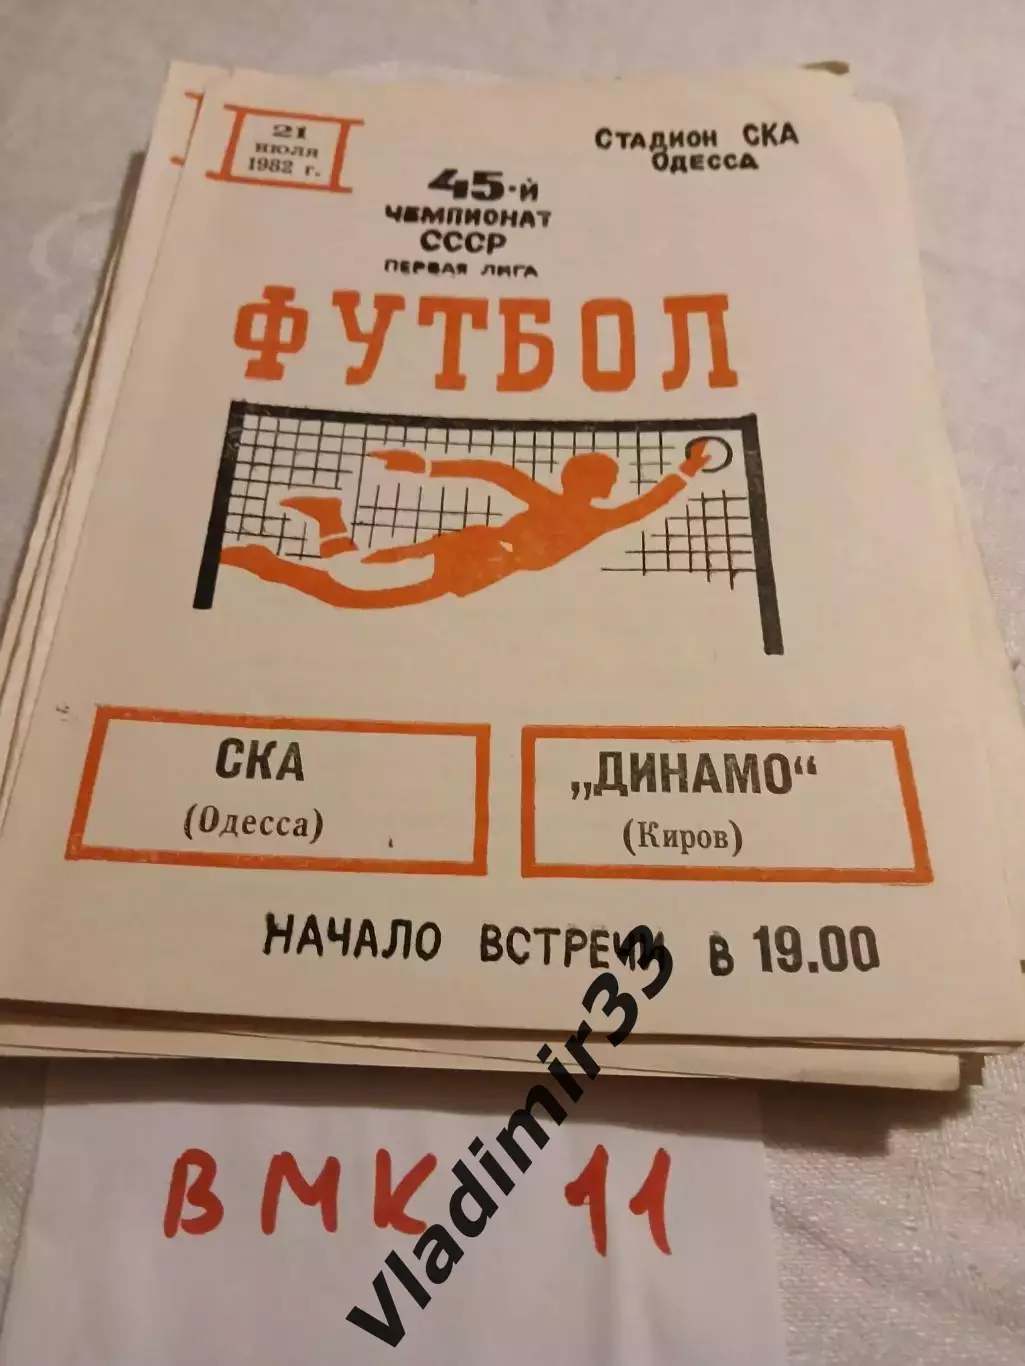 21
июля
1982 г.
Стадион СКА
Одесса
45-й
ЧЕМПИОНАТ
СССР
ПЕРВАЯ ЛИГА
ФУТБОЛ
СКА
(Одесса)
„ДИНАМО“
(Киров)
НАЧАЛО ВСТРЕЧИ В 19.00
ВМК 11
Vladimir33